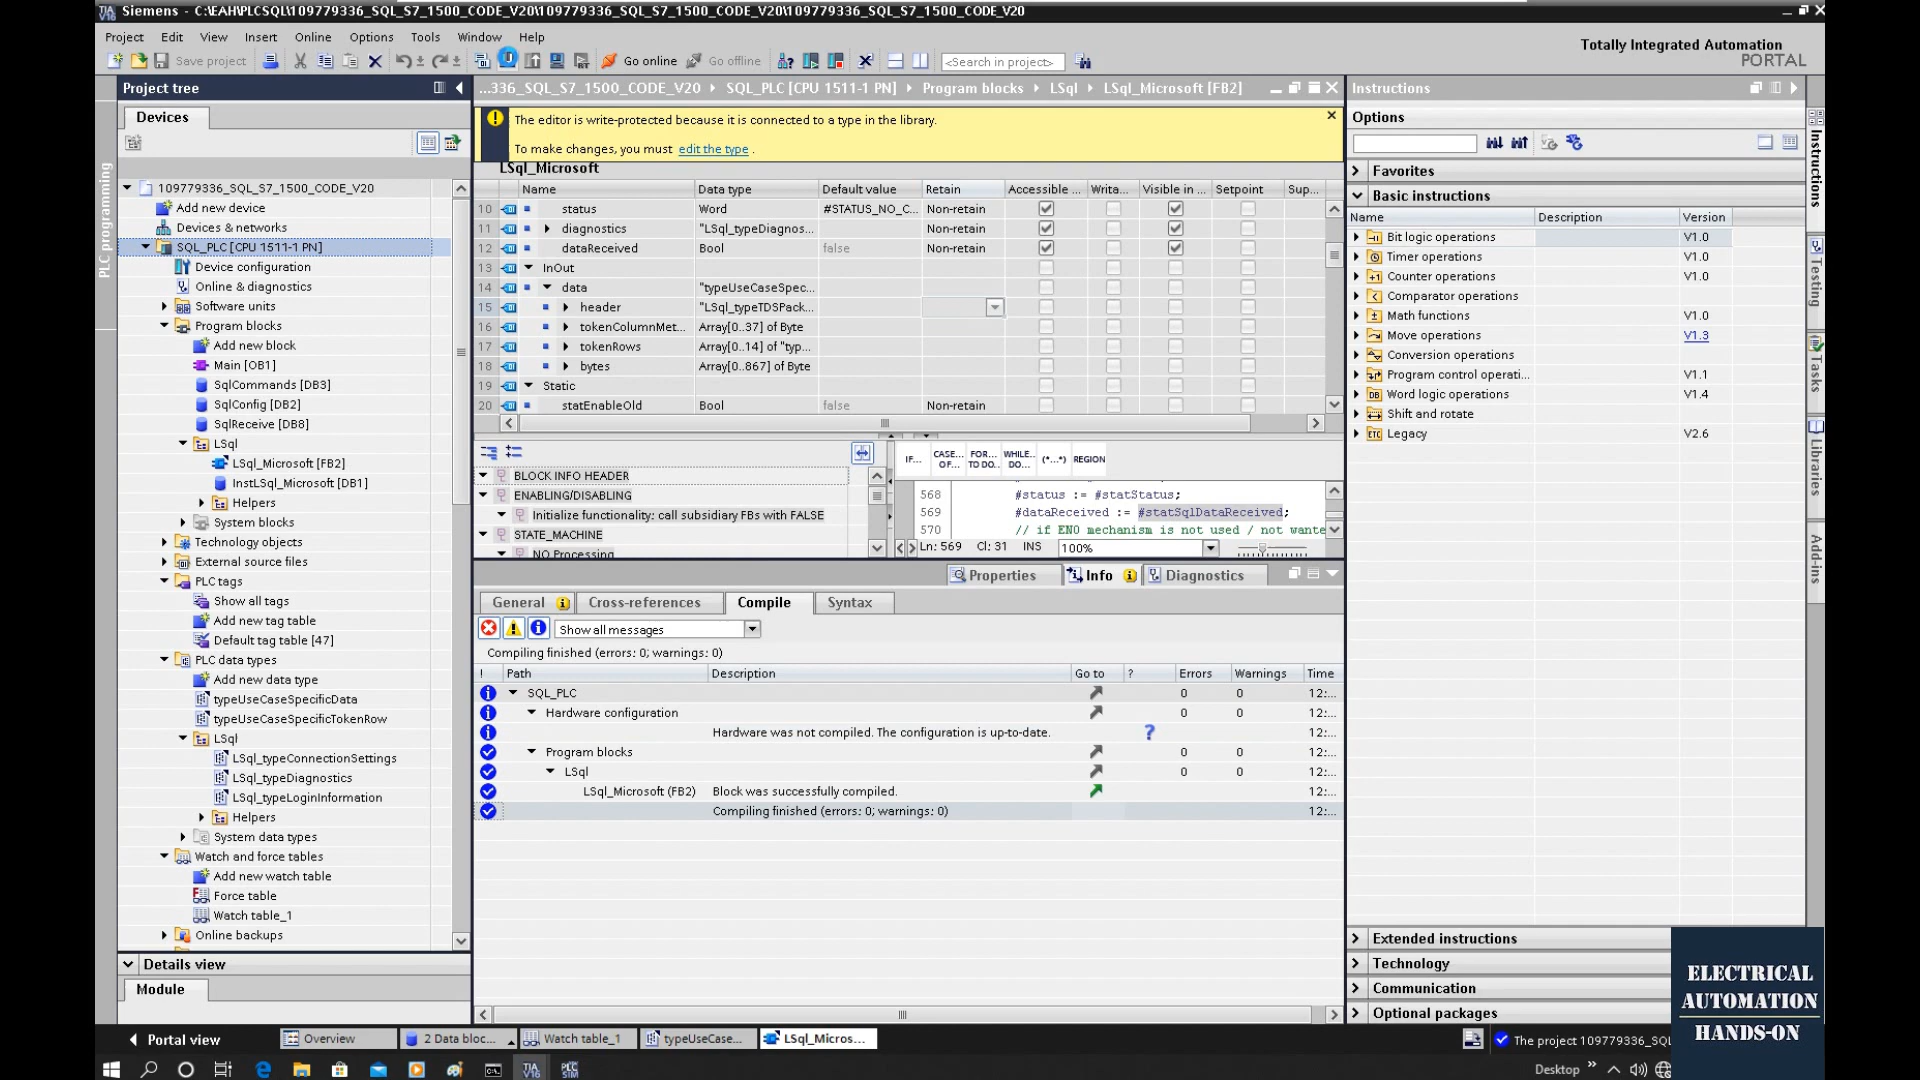 Siemens - C:\EAH\PLCSQL\109779336_SQL_S7_1500_CODE_V20\109779336_SQL_S7_1500_CODE_V20\109779336_SQL_S7_1500_CODE_V20
Project Edit View Insert Online Options Tools Window Help
Totally Integrated Automation
PORTAL
Save project
Go online
Go offline
<Search in project>
Project tree
Devices
PLC programming
109779336_SQL_S7_1500_CODE_V20
Add new device
Devices & networks
SQL_PLC [CPU 1511-1 PN]
Device configuration
Online & diagnostics
Software units
Program blocks
Add new block
Main [OB1]
SqlCommands [DB3]
SqlConfig [DB2]
SqlReceive [DB8]
LSql
LSql_Microsoft [FB2]
InstLSql_Microsoft [DB1]
Helpers
System blocks
Technology objects
External source files
PLC tags
Show all tags
Add new tag table
Default tag table [47]
PLC data types
Add new data type
typeUseCaseSpecificData
typeUseCaseSpecificTokenRow
LSql
LSql_typeConnectionSettings
LSql_typeDiagnostics
LSql_typeLoginInformation
Helpers
System data types
Watch and force tables
Add new watch table
Force table
Watch table_1
Online backups
Details view
Module
...336_SQL_S7_1500_CODE_V20 SQL_PLC [CPU 1511-1 PN] Program blocks LSql LSql_Microsoft [FB2]
The editor is write-protected because it is connected to a type in the library.
To make changes, you must edit the type .
LSql_Microsoft
Name Data type Default value Retain Accessible ... Writa... Visible in ... Setpoint Sup...
10 status Word #STATUS_NO_C... Non-retain
11 diagnostics "LSql_typeDiagnos... Non-retain
12 dataReceived Bool false Non-retain
13 InOut
14 data "typeUseCaseSpec...
15 header "LSql_typeTDSPack...
16 tokenColumnMet... Array[0..37] of Byte
17 tokenRows Array[0..14] of "typ...
18 bytes Array[0..867] of Byte
19 Static
20 statEnableOld Bool false Non-retain
BLOCK INFO HEADER
ENABLING/DISABLING
Initialize functionality: call subsidiary FBs with FALSE
STATE_MACHINE
NO Processing
IF... CASE... OF... FOR... TO DO... WHILE... DO... (*...*) REGION
568 #status := #statStatus;
569 #dataReceived := #statSqlDataReceived;
570 // if ENO mechanism is not used / not wante
Ln: 569 Cl: 31 INS 100%
Properties Info Diagnostics
General Cross-references Compile Syntax
Show all messages
Compiling finished (errors: 0; warnings: 0)
! Path Description Go to ? Errors Warnings Time
SQL_PLC 0 0 12:...
Hardware configuration 0 0 12:...
Hardware was not compiled. The configuration is up-to-date. ? 12:...
Program blocks 0 0 12:...
LSql 0 0 12:...
LSql_Microsoft (FB2) Block was successfully compiled. 12:...
Compiling finished (errors: 0; warnings: 0) 12:...
Instructions
Options
Favorites
Basic instructions
Name Description Version
Bit logic operations V1.0
Timer operations V1.0
Counter operations V1.0
Comparator operations
Math functions V1.0
Move operations V1.3
Conversion operations
Program control operati... V1.1
Word logic operations V1.4
Shift and rotate
Legacy V2.6
Extended instructions
Technology
Communication
Optional packages
Instructions
Testing
Tasks
Libraries
Add-ins
ELECTRICAL
AUTOMATION
HANDS-ON
Portal view Overview 2 Data bloc... Watch table_1 typeUseCase... LSql_Micros... The project 109779336_SQL
Desktop